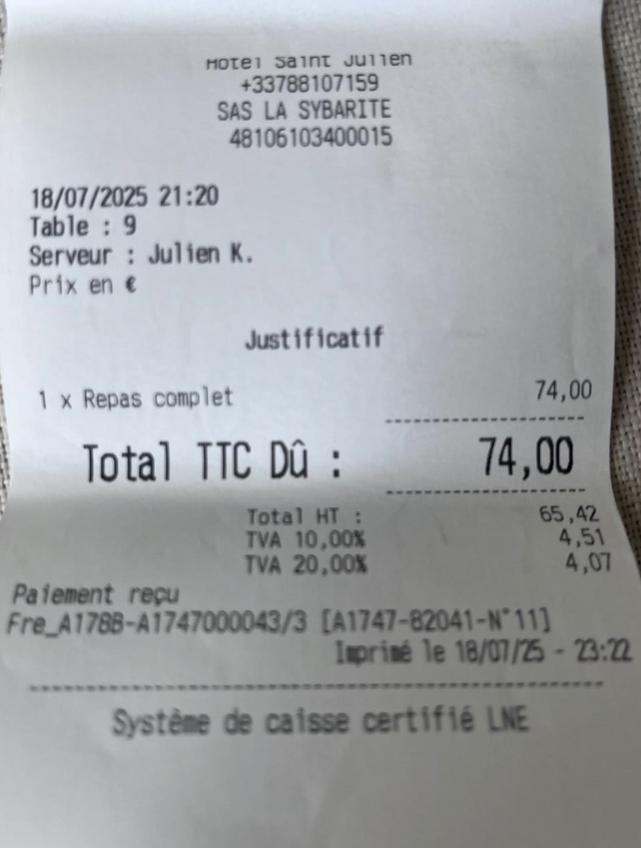 Hotel Saint Julien
+33788107159
SAS LA SYBARITE
48106103400015
18/07/2025 21:20
Table : 9
Serveur : Julien K.
Prix en €
Justificatif
1 x Repas complet 74,00
Total TTC Dû : 74,00
Total HT : 65,42
TVA 10,00% 4,51
TVA 20,00% 4,07
Paiement reçu
Fre_A178B-A1747000043/3 [A1747-82041-N°11]
Imprimé le 18/07/25 - 23:22
Système de caisse certifié LNE